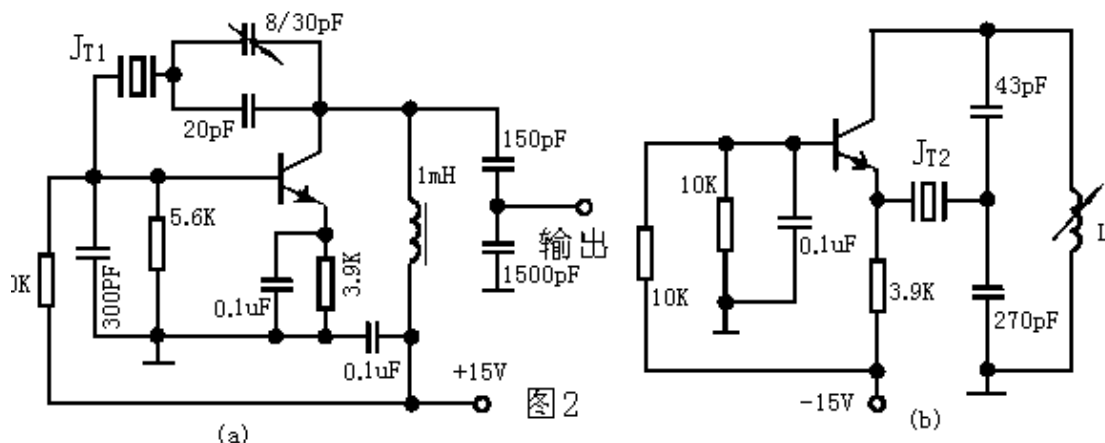 8/30pF
JT1
20pF
150pF
1mH
5.6K
输出
0K
300PF
0.1uF
3.9K
1500pF
0.1uF
+15V
图2
(a)
43pF
JT2
10K
0.1uF
L
10K
3.9K
270pF
-15V
(b)